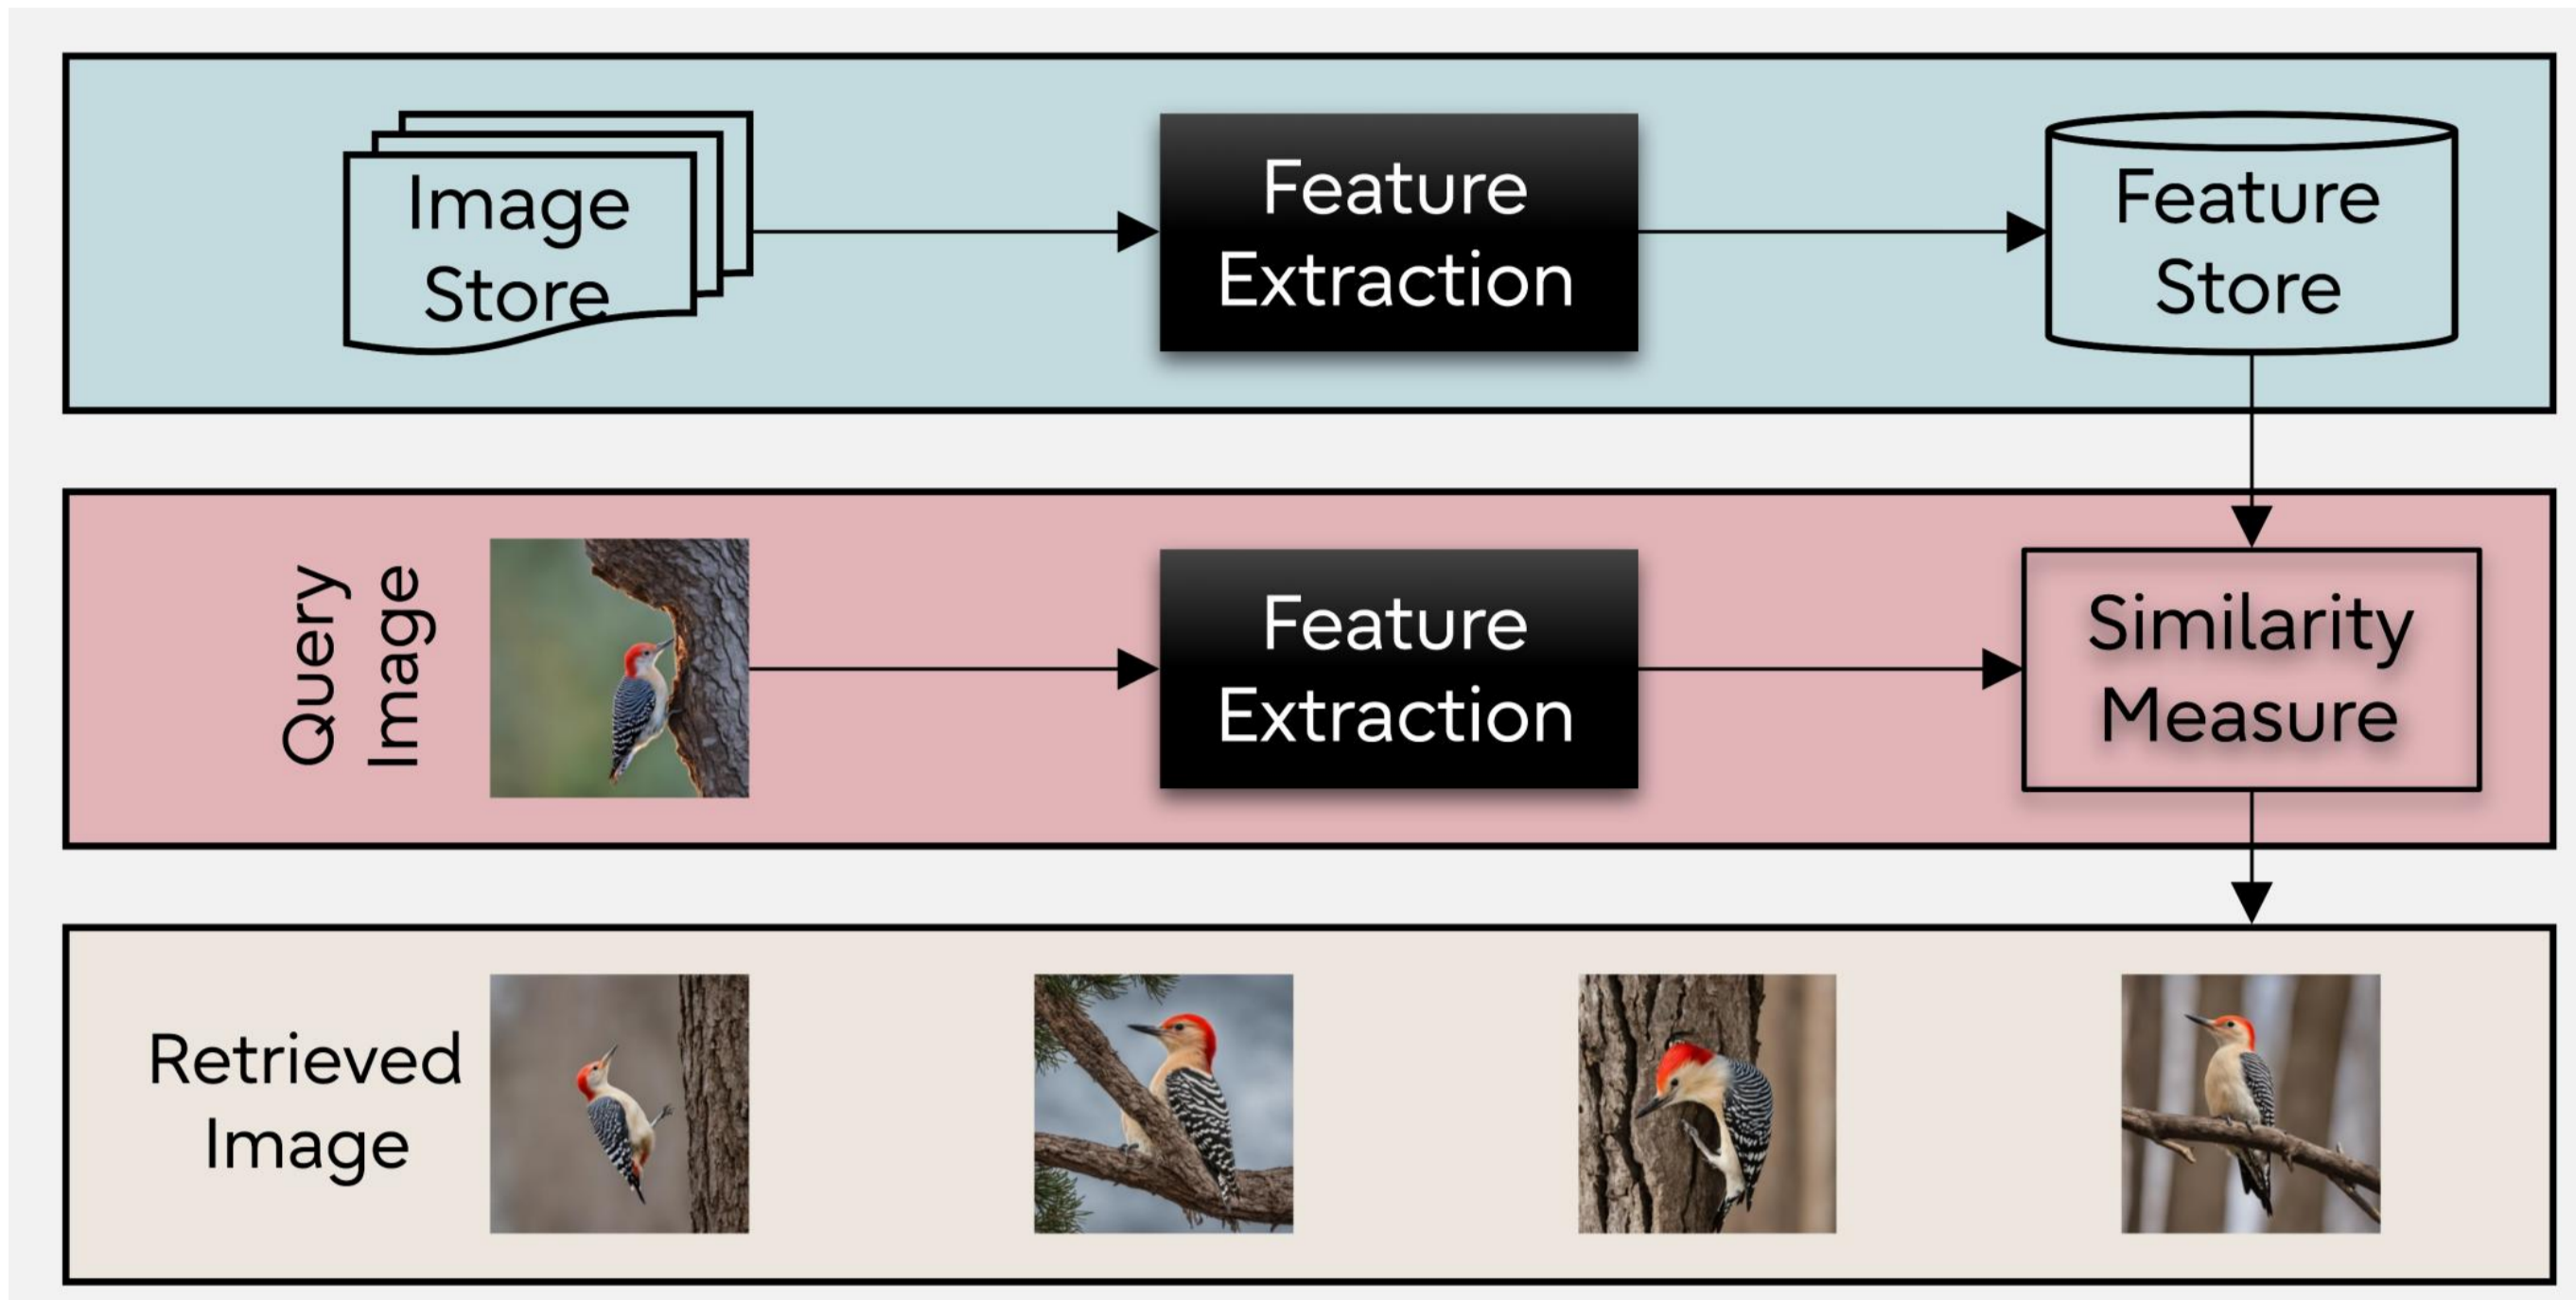 Image
Store
Feature
Extraction
Feature
Store
Query
Image
Feature
Extraction
Similarity
Measure
Retrieved
Image